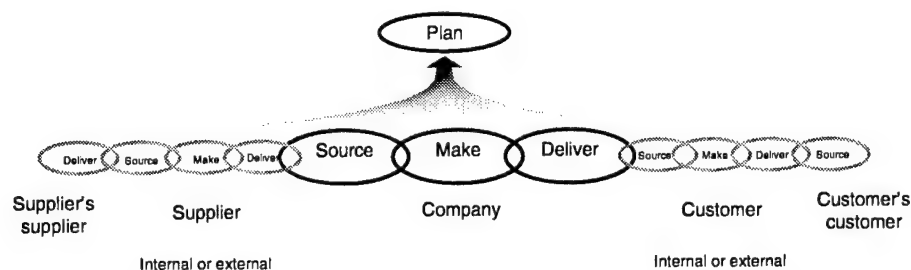 Plan
Deliver Source Make Deliver Source Make Deliver Source Make Deliver Source
Supplier's
supplier
Supplier
Company
Customer
Customer's
customer
Internal or external
Internal or external